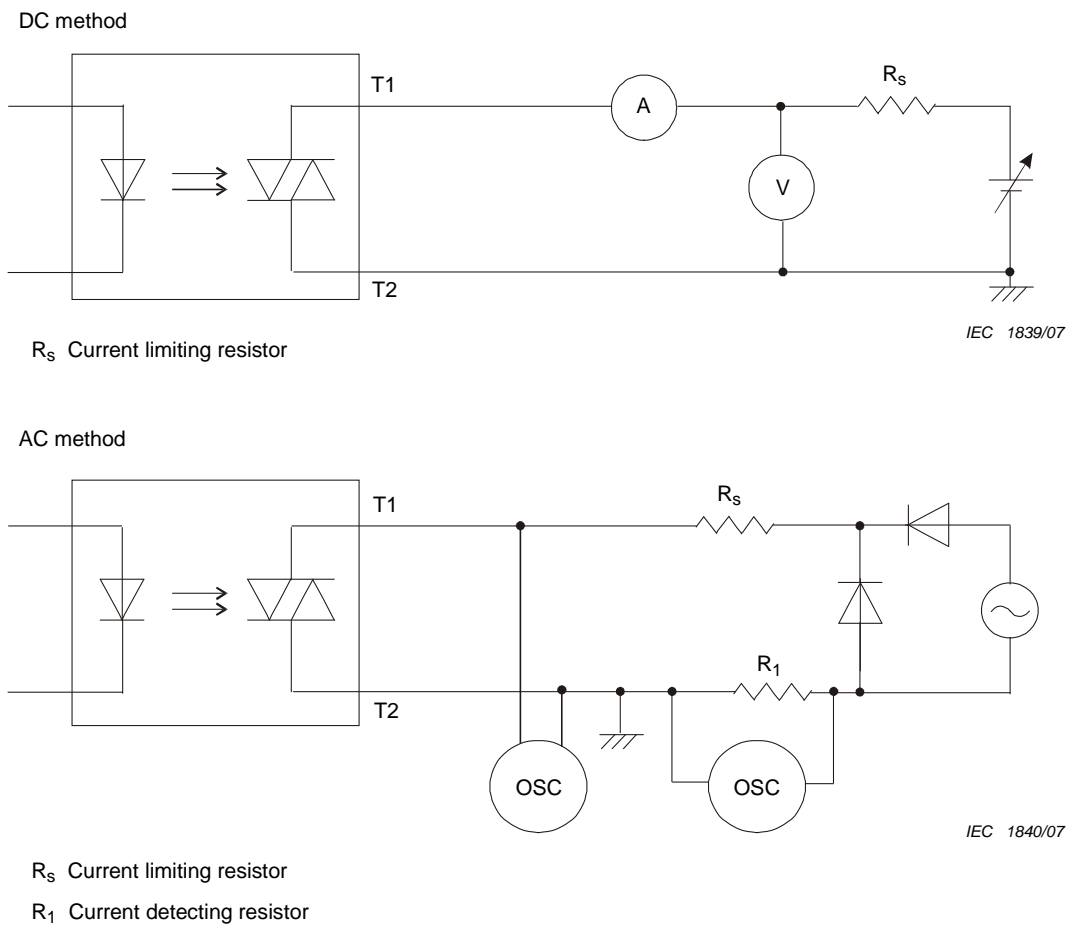 DC method
T1
A
Rs
V
T2
IEC 1839/07
Rs Current limiting resistor
AC method
T1
Rs
R1
T2
OSC
OSC
IEC 1840/07
Rs Current limiting resistor
R1 Current detecting resistor